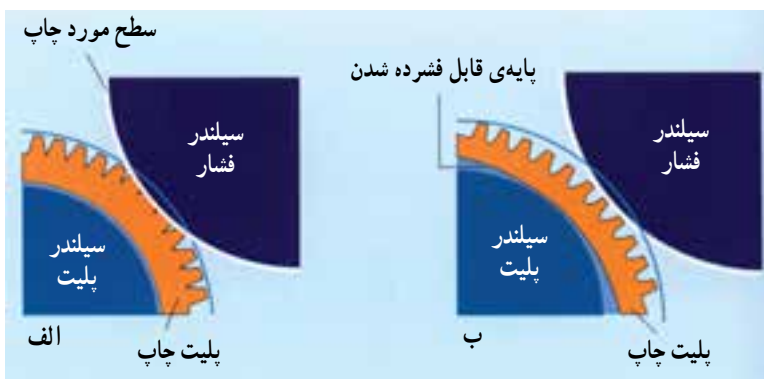 سطح مورد چاپ
سیلندر
فشار
سیلندر
پلیت
پلیت چاپ
الف
پایه‌ی قابل فشرده شدن
سیلندر
فشار
سیلندر
پلیت
پلیت چاپ
ب